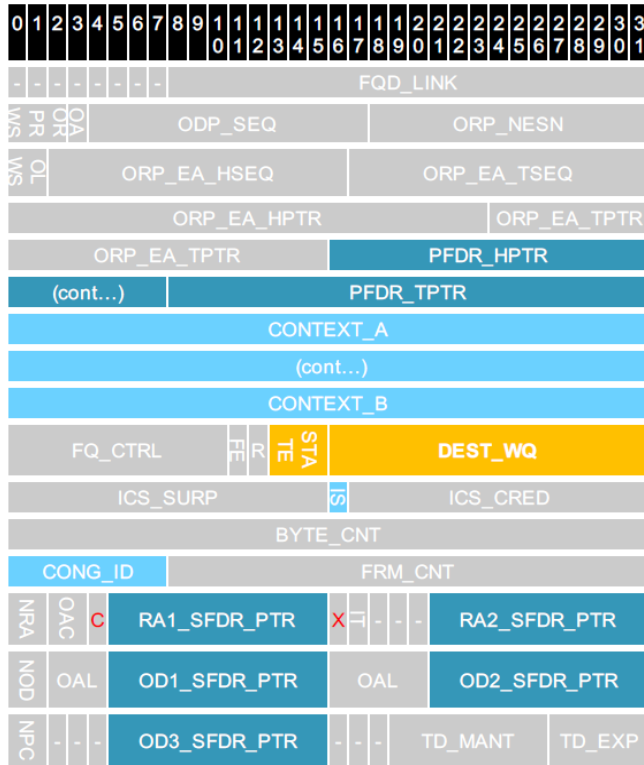 0 1 2 3 4 5 6 7 8 9 10 11 12 13 14 15 16 17 18 19 20 21 22 23 24 25 26 27 28 29 30 31
- - - - - - - - FQD_LINK
WS PR OR OA ODP_SEQ ORP_NESN
WS OL ORP_EA_HSEQ ORP_EA_TSEQ
ORP_EA_HPTR ORP_EA_TPTR
ORP_EA_TPTR PFDR_HPTR
(cont...) PFDR_TPTR
CONTEXT_A
(cont...)
CONTEXT_B
FQ_CTRL FE R STATE DEST_WQ
ICS_SURP IS ICS_CRED
BYTE_CNT
CONG_ID FRM_CNT
NRA OAC C RA1_SFDR_PTR X IT - - - RA2_SFDR_PTR
NOD OAL OD1_SFDR_PTR OAL OD2_SFDR_PTR
NPC - - - OD3_SFDR_PTR - - - TD_MANT TD_EXP